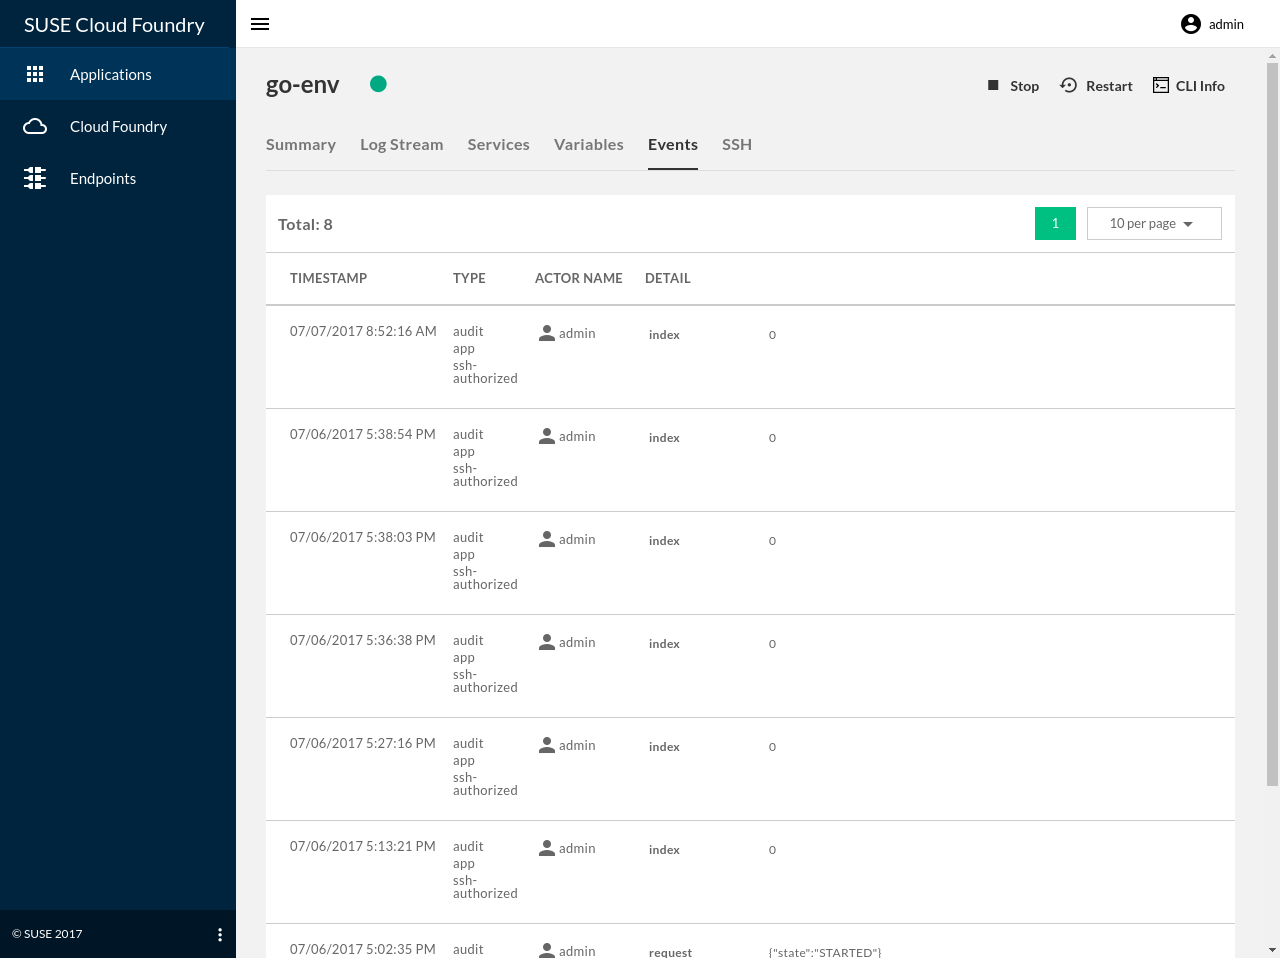 SUSE Cloud Foundry
admin
Applications
Cloud Foundry
Endpoints
go-env
Stop
Restart
CLI Info
Summary
Log Stream
Services
Variables
Events
SSH
Total: 8
1
10 per page
TIMESTAMP TYPE ACTOR NAME DETAIL
07/07/2017 8:52:16 AM audit admin index 0
app
ssh-
authorized
07/06/2017 5:38:54 PM audit admin index 0
app
ssh-
authorized
07/06/2017 5:38:03 PM audit admin index 0
app
ssh-
authorized
07/06/2017 5:36:38 PM audit admin index 0
app
ssh-
authorized
07/06/2017 5:27:16 PM audit admin index 0
app
ssh-
authorized
07/06/2017 5:13:21 PM audit admin index 0
app
ssh-
authorized
07/06/2017 5:02:35 PM audit admin request {"state":"STARTED"}
© SUSE 2017